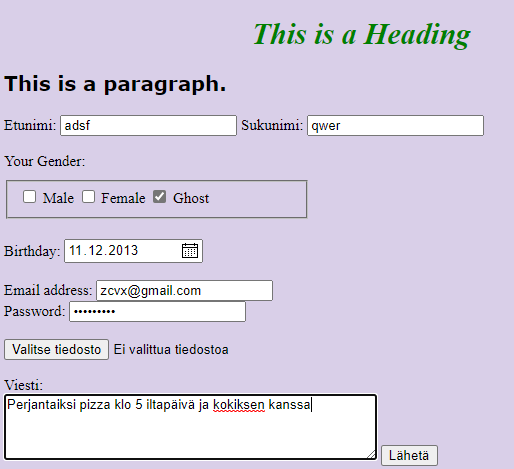 This is a Heading
This is a paragraph.
Etunimi: adsf Sukunimi: qwer
Your Gender:
Male Female Ghost
Birthday: 11.12.2013
Email address: zcvx@gmail.com
Password: •••••••••
Valitse tiedosto Ei valittua tiedostoa
Viesti:
Perjantaiksi pizza klo 5 iltapäivä ja kokiksen kanssa
Lähetä